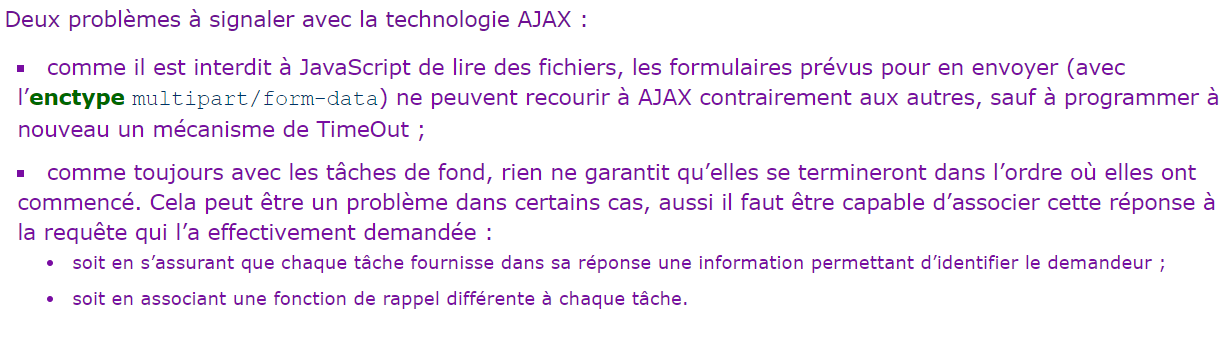 Deux problèmes à signaler avec la technologie AJAX :
▪ comme il est interdit à JavaScript de lire des fichiers, les formulaires prévus pour en envoyer (avec
l’enctype multipart/form-data) ne peuvent recourir à AJAX contrairement aux autres, sauf à programmer à
nouveau un mécanisme de TimeOut ;
▪ comme toujours avec les tâches de fond, rien ne garantit qu’elles se termineront dans l’ordre où elles ont
commencé. Cela peut être un problème dans certains cas, aussi il faut être capable d’associer cette réponse à
la requête qui l’a effectivement demandée :
• soit en s’assurant que chaque tâche fournisse dans sa réponse une information permettant d’identifier le demandeur ;
• soit en associant une fonction de rappel différente à chaque tâche.